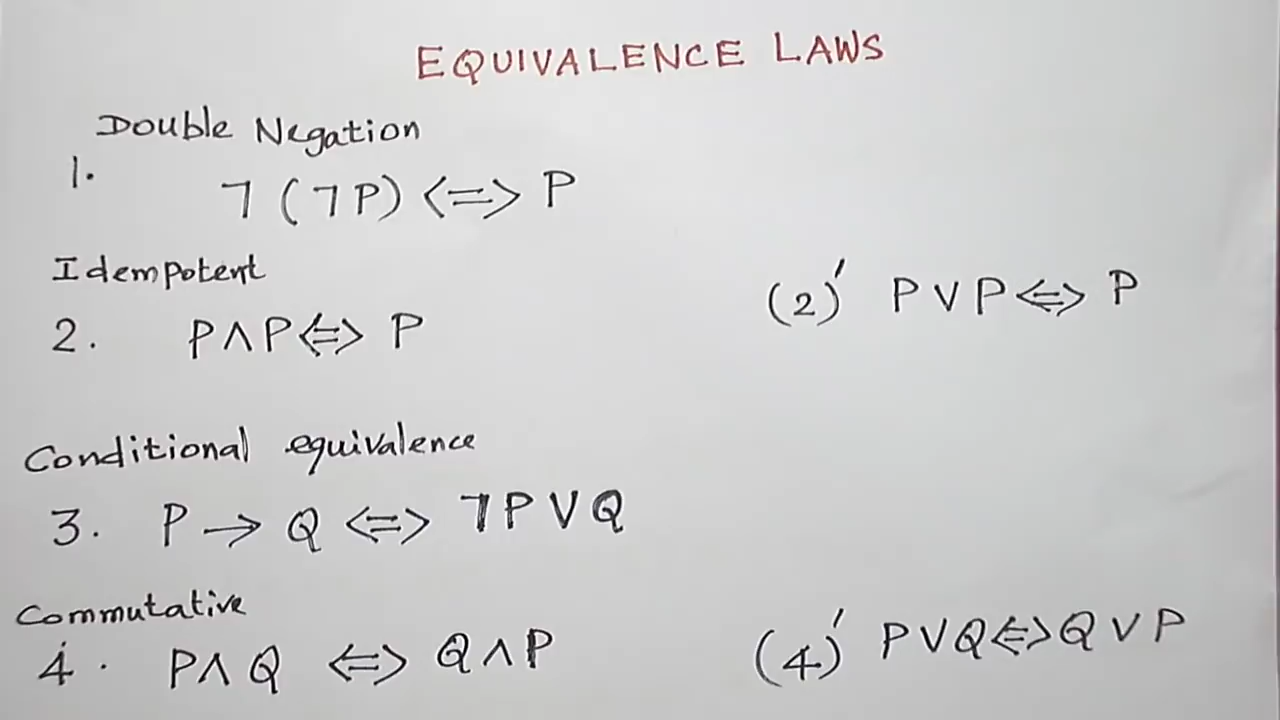 EQUIVALENCE LAWS
Double Negation
1. ¬ (¬P) <=> P
Idempotent
2. P ∧ P <=> P
(2)' P ∨ P <=> P
Conditional equivalence
3. P → Q <=> ¬P ∨ Q
Commutative
4. P ∧ Q <=> Q ∧ P
(4)' P ∨ Q <=> Q ∨ P